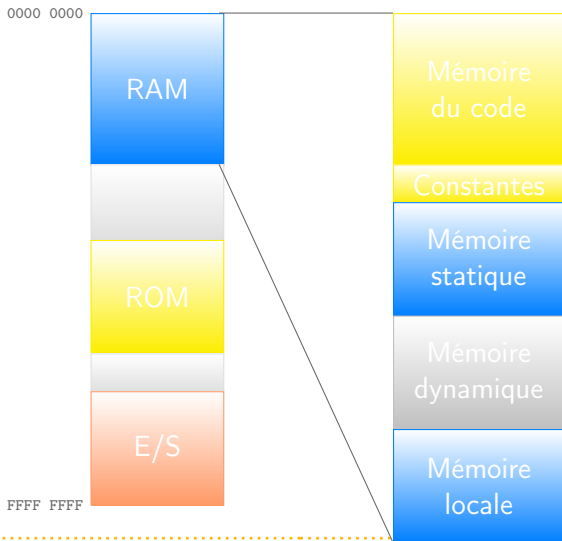 0000 0000
RAM
ROM
E/S
FFFF FFFF
Mémoire
du code
Constantes
Mémoire
statique
Mémoire
dynamique
Mémoire
locale